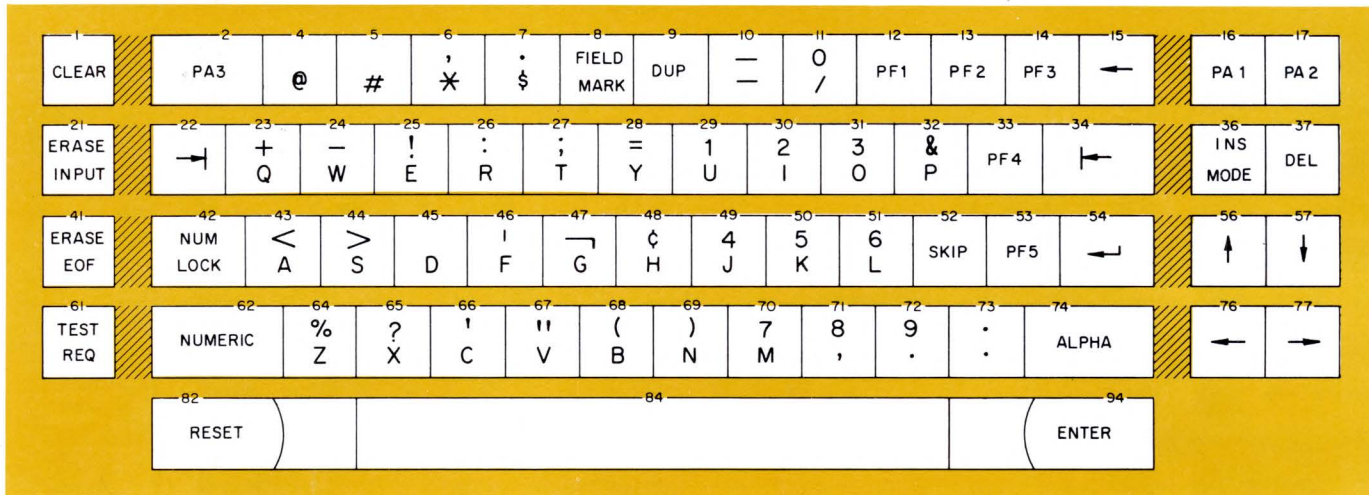 1 2 4 5 6 7 8 9 10 11 12 13 14 15 16 17
CLEAR PA3 @ # , * . $ FIELD MARK DUP — – 0 / PF1 PF2 PF3 ← PA 1 PA 2
21 22 23 24 25 26 27 28 29 30 31 32 33 34 36 37
ERASE INPUT →| + Q – W ! E : R ; T = Y 1 U 2 I 3 O & P PF4 |← INS MODE DEL
41 42 43 44 45 46 47 48 49 50 51 52 53 54 56 57
ERASE EOF NUM LOCK < A > S D ' F ¬ G ¢ H 4 J 5 K 6 L SKIP PF5 ↵ ↑ ↓
61 62 64 65 66 67 68 69 70 71 72 73 74 76 77
TEST REQ NUMERIC % Z ? X ' C " V ( B ) N 7 M 8 , 9 . . . ALPHA ← →
82 84 94
RESET ENTER